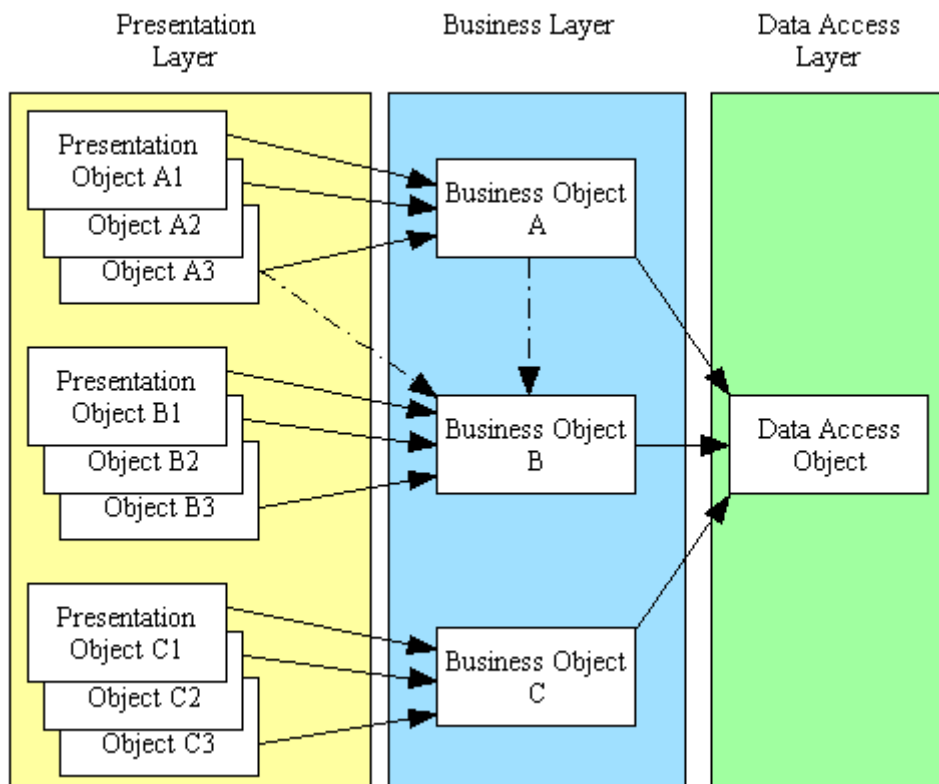 Presentation
Layer
Business Layer
Data Access
Layer
Presentation
Object A1
Object A2
Object A3
Business Object
A
Presentation
Object B1
Object B2
Object B3
Business Object
B
Data Access
Object
Presentation
Object C1
Object C2
Object C3
Business Object
C